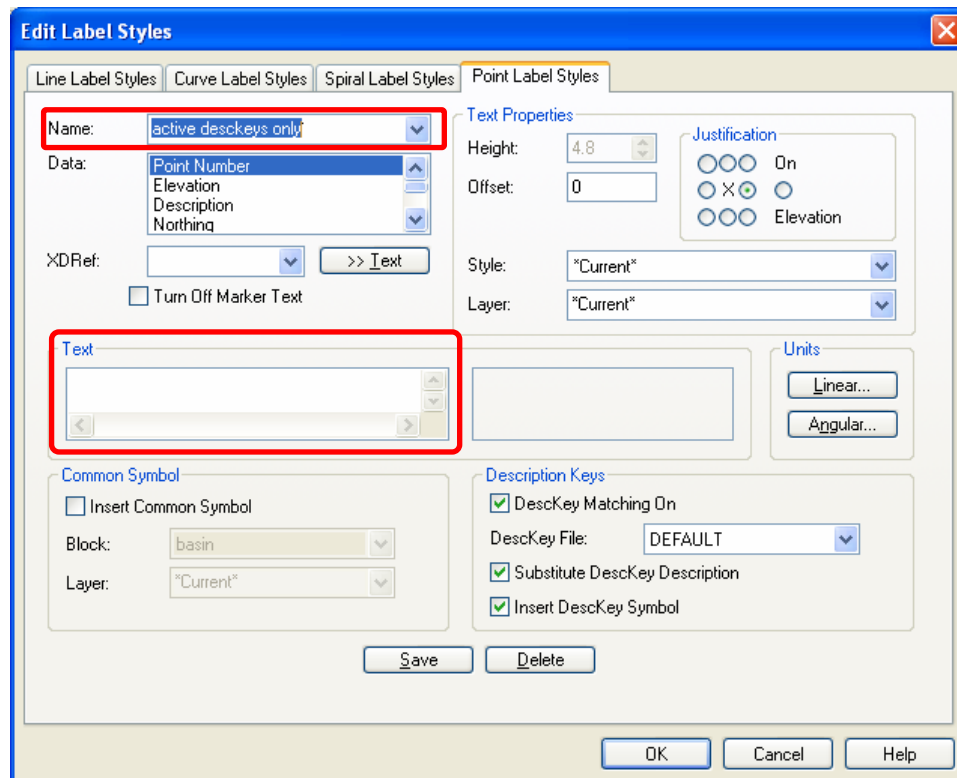 Edit Label Styles
Line Label Styles Curve Label Styles Spiral Label Styles Point Label Styles
Name: active desckeys only
Data: Point Number
Elevation
Description
Northing
XDRef: >> Text
Turn Off Marker Text
Text Properties
Height: 4.8
Offset: 0
Justification
On
X
Elevation
Style: *Current*
Layer: *Current*
Text
Units
Linear...
Angular...
Common Symbol
Insert Common Symbol
Block: basin
Layer: *Current*
Description Keys
DescKey Matching On
DescKey File: DEFAULT
Substitute DescKey Description
Insert DescKey Symbol
Save Delete
OK Cancel Help